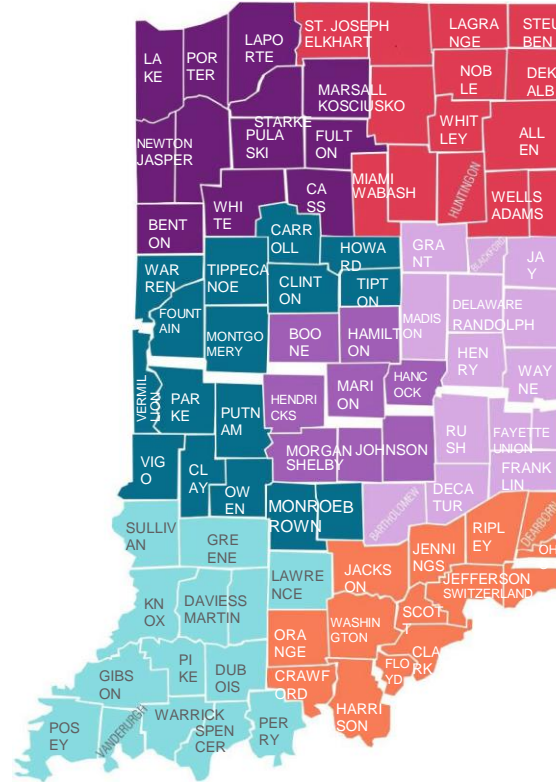 ST. JOSEPH
ELKHART
LAGRA
NGE
STEU
BEN
LA
KE
POR
TER
LAPO
RTE
NOB
LE
DEK
ALB
MARSALL
KOSCIUSKO
STARKE
PULA
SKI
FULT
ON
WHIT
LEY
ALL
EN
NEWTON
JASPER
MIAMI
WABASH
HUNTINGON
WELLS
ADAMS
WHI
TE
CA
SS
BENT
ON
CARR
OLL
HOWA
RD
GRA
NT
BLACKFORD
JA
Y
WAR
REN
TIPPECA
NOE
CLINT
ON
TIPT
ON
FOUNT
AIN
MONTGO
MERY
BOO
NE
HAMILT
ON
MADIS
ON
DELAWARE
RANDOLPH
HEN
RY
WAY
NE
VERMIL
LION
PAR
KE
PUTN
AM
HENDRI
CKS
MARI
ON
HANC
OCK
RU
SH
FAYETTE
UNION
VIG
O
CL
AY
OW
EN
MORGAN
SHELBY
JOHNSON
FRANK
LIN
MONROE
BROWN
BARTHOLOMEW
DECA
TUR
DEARBORN
SULLIV
AN
GRE
ENE
RIPL
EY
OH
JENNI
NGS
LAWRE
NCE
JACKS
ON
JEFFERSON
SWITZERLAND
KN
OX
DAVIESS
MARTIN
ORA
NGE
WASHIN
GTON
SCOT
T
CLA
RK
PI
KE
DUB
OIS
GIBS
ON
CRAWF
ORD
FLO
YD
HARRI
SON
POS
EY
VANDERURGH
WARRICK
SPEN
CER
PER
RY